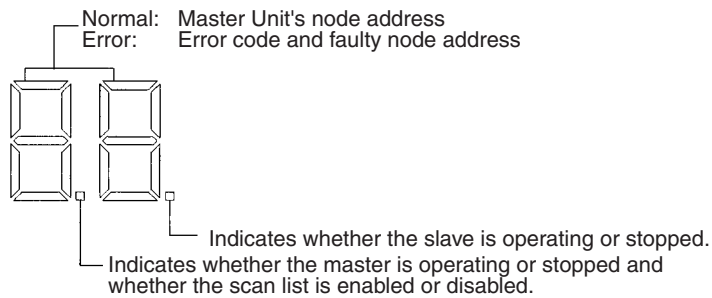 Normal: Master Unit's node address
Error: Error code and faulty node address
Indicates whether the slave is operating or stopped.
Indicates whether the master is operating or stopped and
whether the scan list is enabled or disabled.